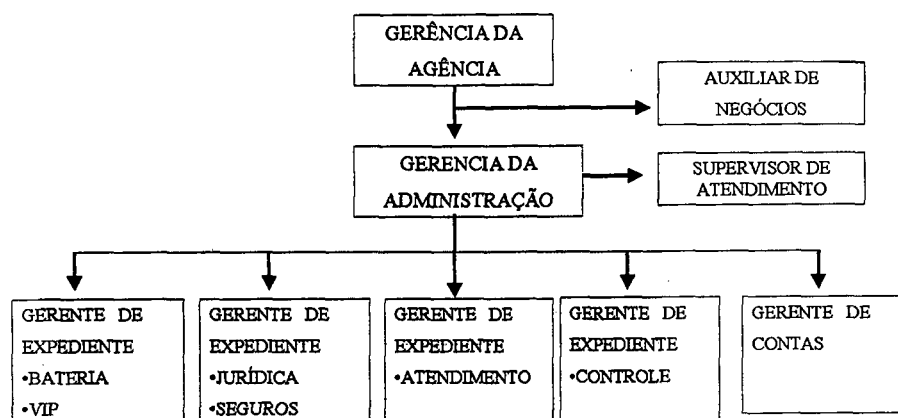 GERÊNCIA DA
AGÊNCIA
AUXILIAR DE
NEGÓCIOS
GERENCIA DA
ADMINISTRAÇÃO
SUPERVISOR DE
ATENDIMENTO
GERENTE DE
EXPEDIENTE
•BATERIA
•VIP
GERENTE DE
EXPEDIENTE
•JURÍDICA
•SEGUROS
GERENTE DE
EXPEDIENTE
•ATENDIMENTO
GERENTE DE
EXPEDIENTE
•CONTROLE
GERENTE DE
CONTAS